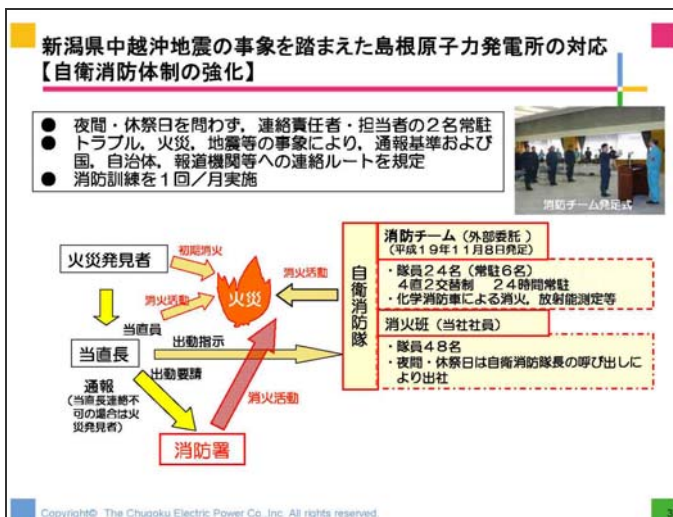 新潟県中越沖地震の事象を踏まえた島根原子力発電所の対応
【自衛消防体制の強化】
● 夜間・休祭日を問わず，連絡責任者・担当者の２名常駐
● トラブル，火災，地震等の事象により，通報基準および
国，自治体，報道機関等への連絡ルートを規定
● 消防訓練を１回／月実施
消防チーム発足式
火災発見者
初期消火
火災
消火活動
消火活動
当直員
当直長
出動指示
出動要請
通報
（当直長連絡不
可の場合は火
災発見者）
消火活動
消防署
自衛消防隊
消防チーム（外部委託）
（平成19年１１月８日発足）
・隊員２４名（常駐６名）
４直２交替制　２４時間常駐
・化学消防車による消火，放射能測定等
消火班（当社社員）
・隊員４８名
・夜間・休祭日は自衛消防隊長の呼び出しに
より出社
Copyright© The Chugoku Electric Power Co.,Inc. All rights reserved.
3